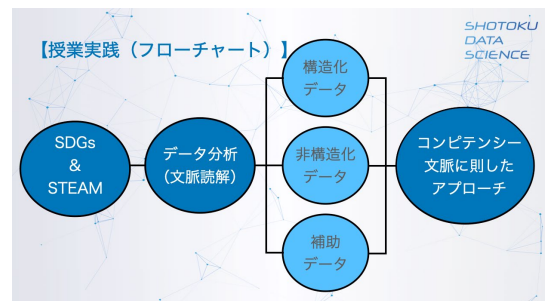 【授業実践(フローチャート)】
SHOTOKU
DATA
SCIENCE
SDGs
&
STEAM
データ分析
(文脈読解)
構造化
データ
非構造化
データ
補助
データ
コンピテンシー
文脈に則した
アプローチ